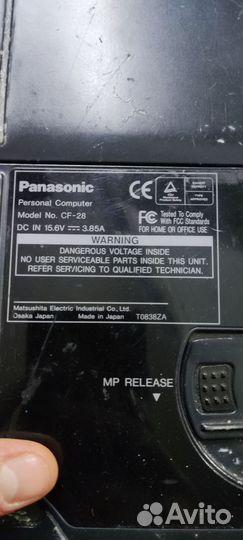 Panasonic
Personal Computer
Model No. CF-28
DC IN 15.6V ⎓ 3.85A
CE
FC Tested To Comply
With FCC Standards
FOR HOME OR OFFICE USE
WARNING
DANGEROUS VOLTAGE INSIDE
NO USER SERVICEABLE PARTS INSIDE THIS UNIT.
REFER SERVICING TO QUALIFIED TECHNICIAN.
Matsushita Electric Industrial Co.,Ltd.
Osaka Japan Made in Japan T0838ZA
MP RELEASE
Avito